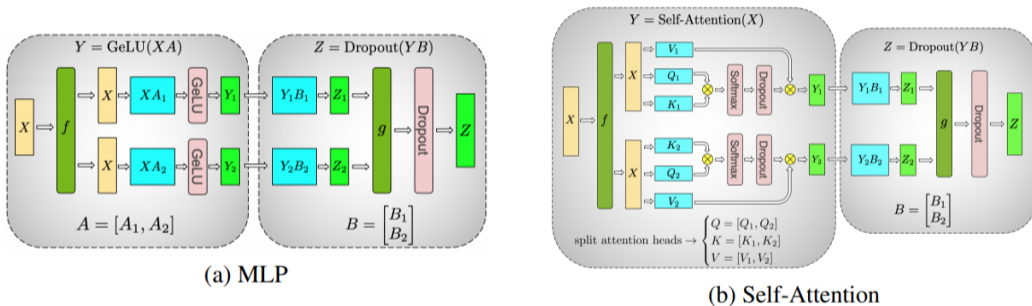 Y = GeLU(XA)
Z = Dropout(YB)
X
f
X
XA₁
GeLU
Y₁
Y₁B₁
Z₁
X
XA₂
GeLU
Y₂
Y₂B₂
Z₂
g
Dropout
Z
A = [A₁, A₂]
B = [B₁
B₂]
(a) MLP
Y = Self-Attention(X)
Z = Dropout(YB)
X
f
X
V₁
Q₁
K₁
Softmax
Dropout
Y₁
Y₁B₁
Z₁
X
K₂
Q₂
V₂
Softmax
Dropout
Y₂
Y₂B₂
Z₂
g
Dropout
Z
split attention heads → { Q = [Q₁, Q₂]
K = [K₁, K₂]
V = [V₁, V₂]
B = [B₁
B₂]
(b) Self-Attention